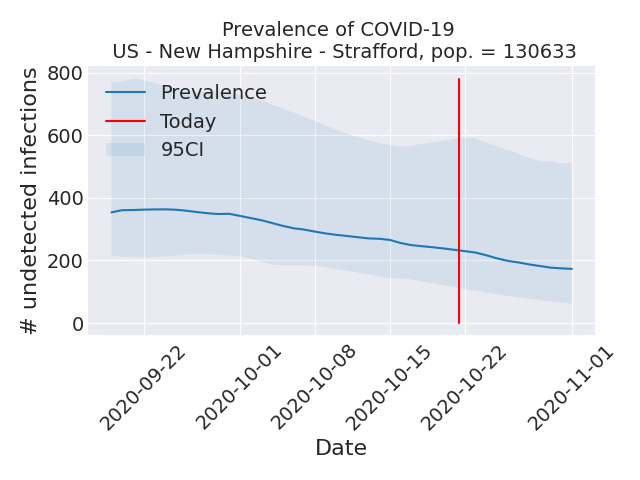 Prevalence of COVID-19
US - New Hampshire - Strafford, pop. = 130633
# undetected infections
800
600
400
200
0
Prevalence
Today
95CI
2020-09-22
2020-10-01
2020-10-08
2020-10-15
2020-10-22
2020-11-01
Date